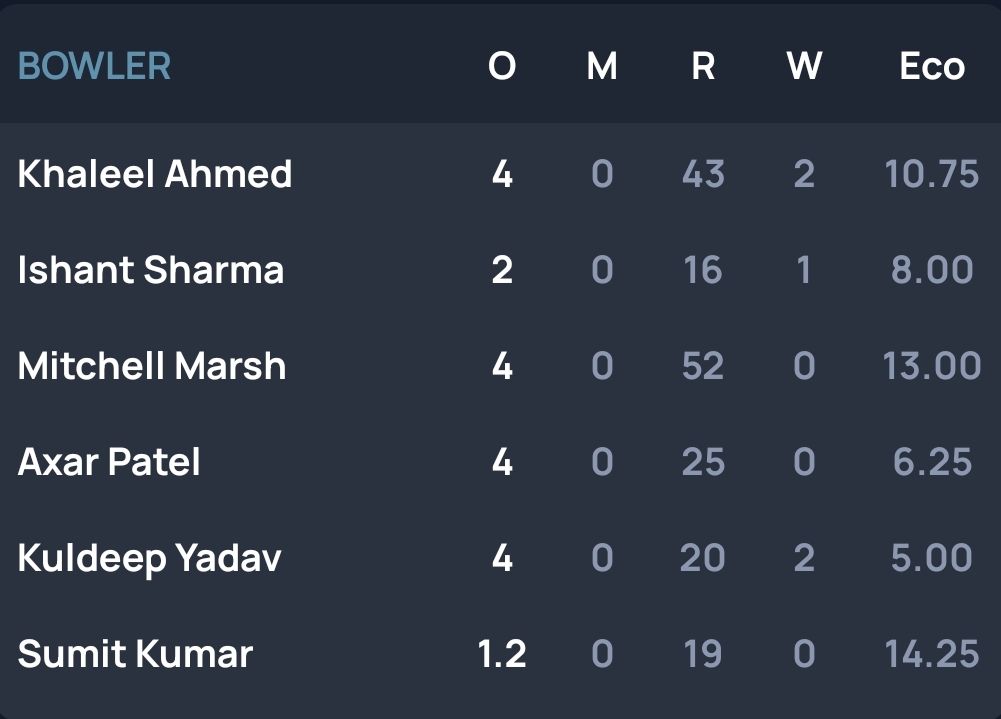 BOWLER O M R W Eco
Khaleel Ahmed 4 0 43 2 10.75
Ishant Sharma 2 0 16 1 8.00
Mitchell Marsh 4 0 52 0 13.00
Axar Patel 4 0 25 0 6.25
Kuldeep Yadav 4 0 20 2 5.00
Sumit Kumar 1.2 0 19 0 14.25